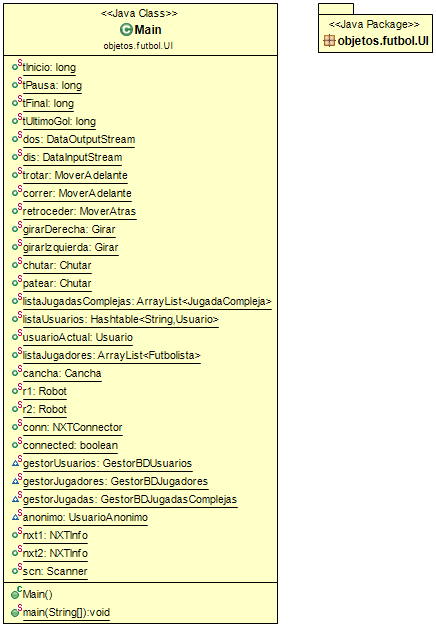 <<Java Class>>
Main
objetos.futbol.UI
tInicio: long
tPausa: long
tFinal: long
tUltimoGol: long
dos: DataOutputStream
dis: DataInputStream
trotar: MoverAdelante
correr: MoverAdelante
retroceder: MoverAtras
girarDerecha: Girar
girarIzquierda: Girar
chutar: Chutar
patear: Chutar
listaJugadasComplejas: ArrayList<JugadaCompleja>
listaUsuarios: Hashtable<String,Usuario>
usuarioActual: Usuario
listaJugadores: ArrayList<Futbolista>
cancha: Cancha
r1: Robot
r2: Robot
conn: NXTConnector
connected: boolean
gestorUsuarios: GestorBDUsuarios
gestorJugadores: GestorBDJugadores
gestorJugadas: GestorBDJugadasComplejas
anonimo: UsuarioAnonimo
nxt1: NXTInfo
nxt2: NXTInfo
scn: Scanner
Main()
main(String[]):void
<<Java Package>>
objetos.futbol.UI